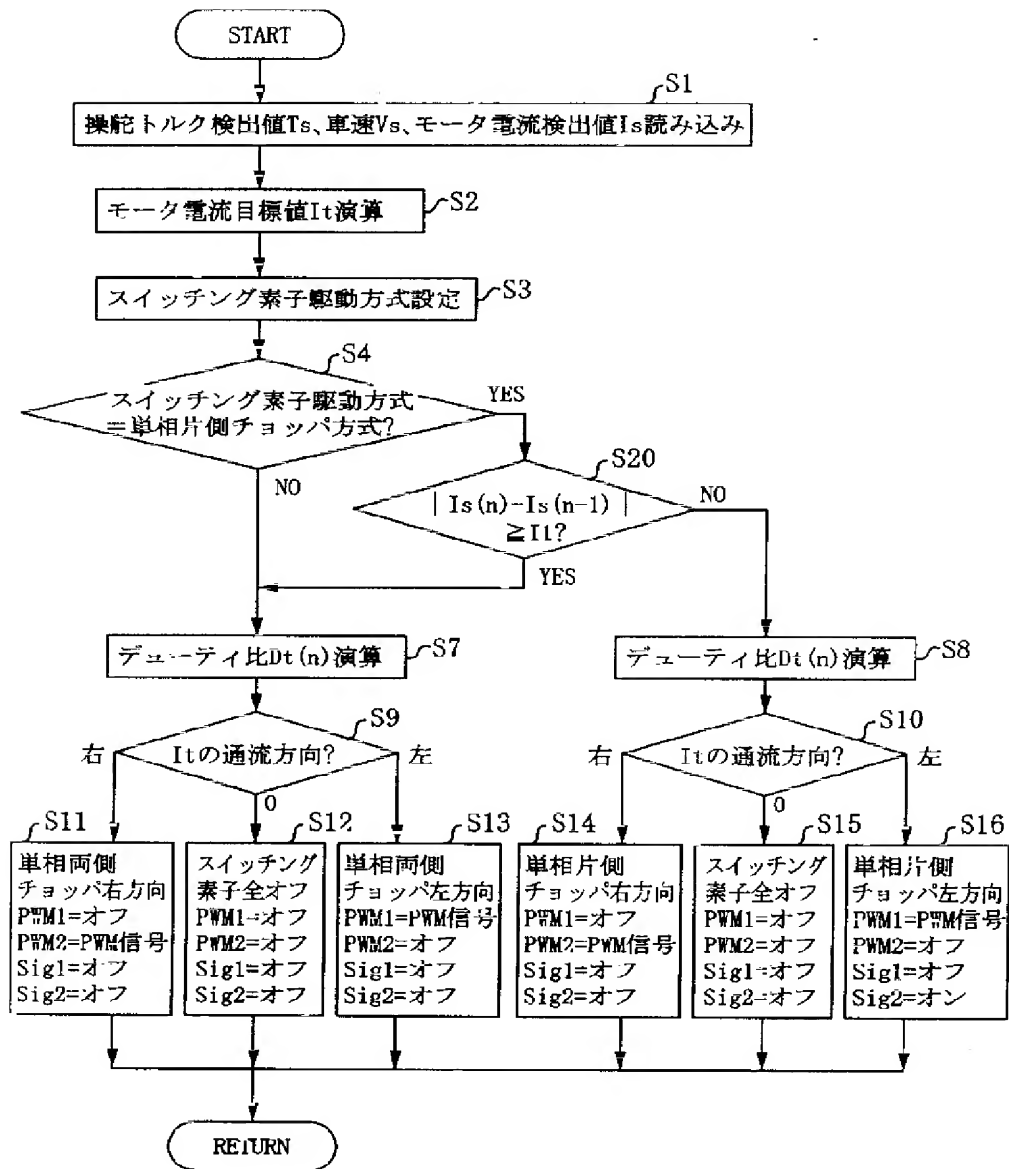 START
S1
操舵トルク検出値Ts、車速Vs、モータ電流検出値Is読み込み
モータ電流目標値It演算
S2
スイッチング素子駆動方式設定
S3
S4
スイッチング素子駆動方式
＝単相片側チョッパ方式?
YES
NO
S20
| Is(n)-Is(n-1) |
≧I1?
NO
YES
デューティ比Dt(n)演算
S7
デューティ比Dt(n)演算
S8
S9
右
Itの通流方向?
左
0
S10
右
Itの通流方向?
左
0
S11
単相両側
チョッパ右方向
PWM1=オフ
PWM2=PWM信号
Sig1=オフ
Sig2=オフ
S12
スイッチング
素子全オフ
PWM1=オフ
PWM2=オフ
Sig1=オフ
Sig2=オフ
S13
単相両側
チョッパ左方向
PWM1=PWM信号
PWM2=オフ
Sig1=オフ
Sig2=オフ
S14
単相片側
チョッパ右方向
PWM1=オフ
PWM2=PWM信号
Sig1=オフ
Sig2=オフ
S15
スイッチング
素子全オフ
PWM1=オフ
PWM2=オフ
Sig1=オフ
Sig2=オフ
S16
単相片側
チョッパ左方向
PWM1=PWM信号
PWM2=オフ
Sig1=オフ
Sig2=オン
RETURN